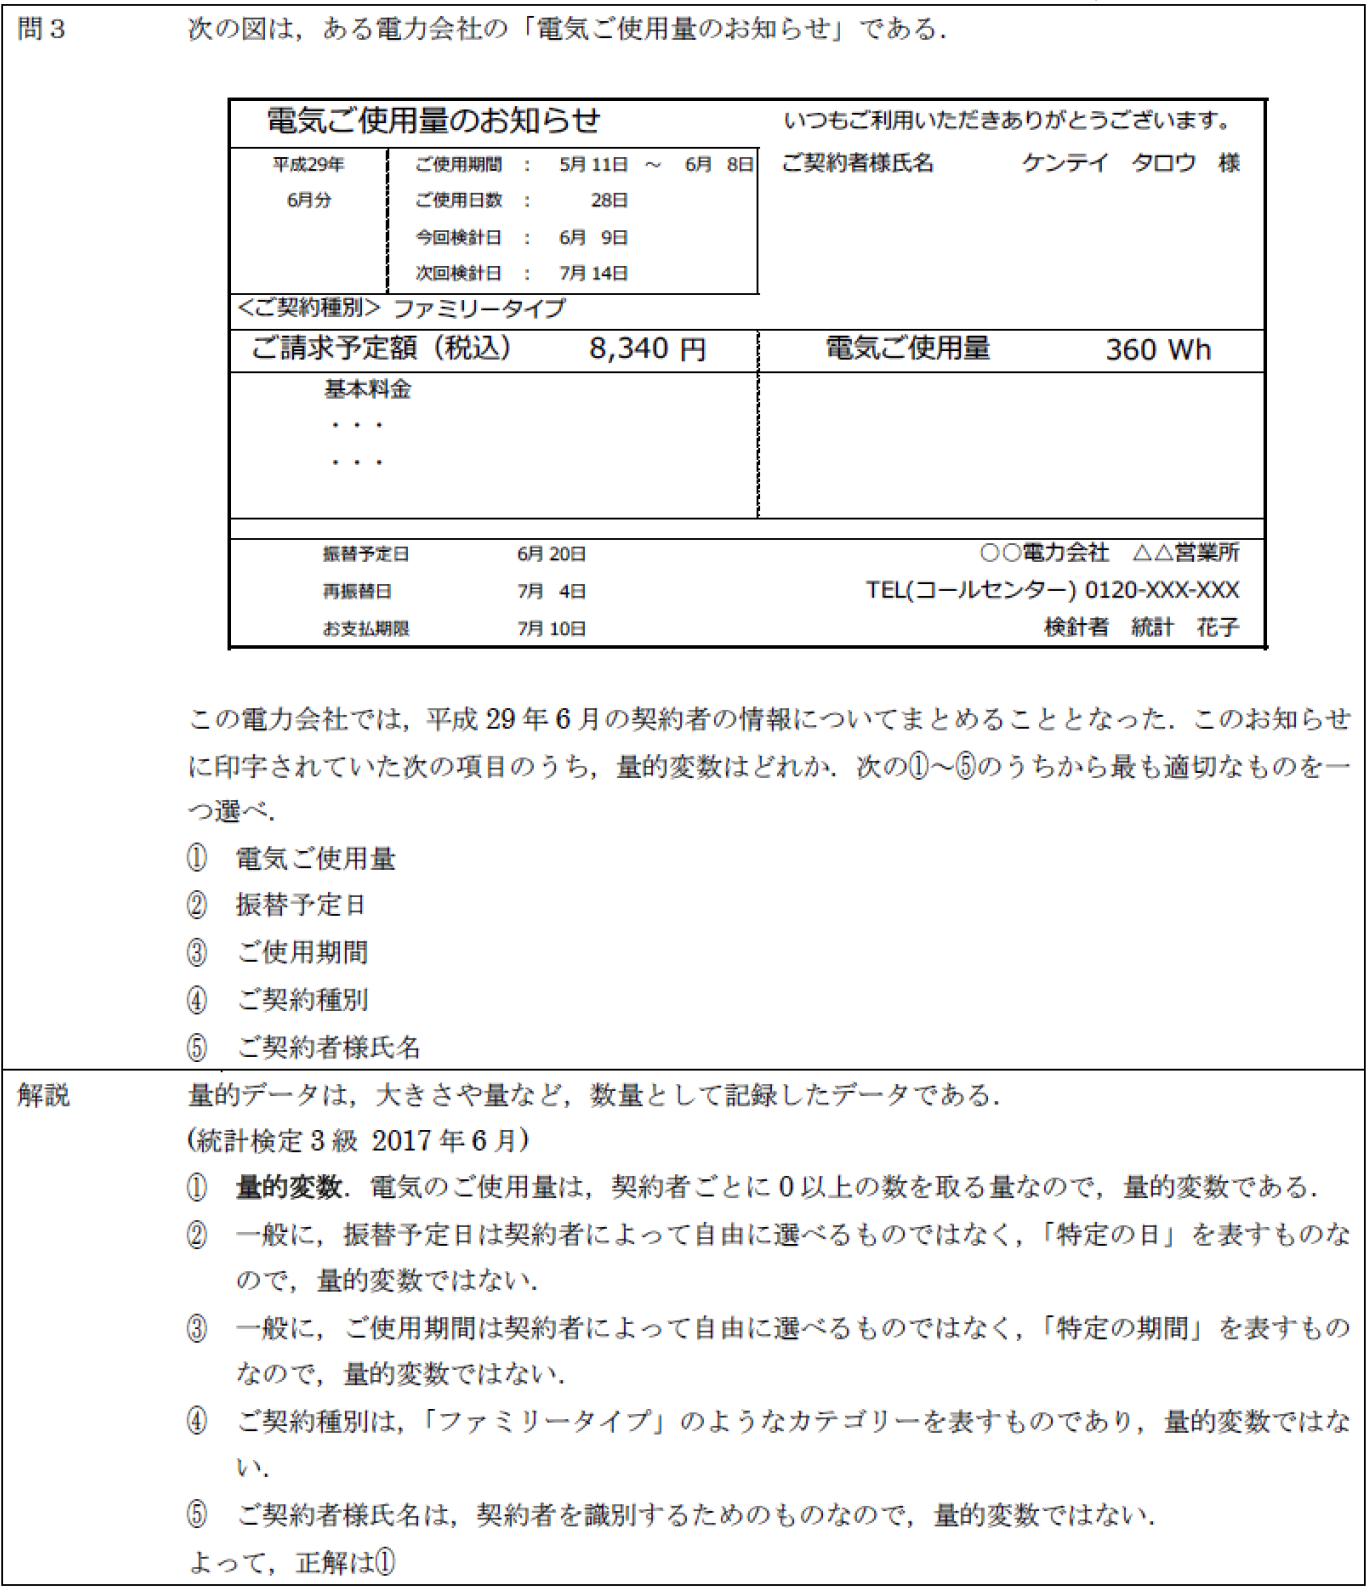 問３ 次の図は，ある電力会社の「電気ご使用量のお知らせ」である．
電気ご使用量のお知らせ いつもご利用いただきありがとうございます。
平成29年 ご使用期間 ： 5月 11日 ～ 6月 8日 ご契約者様氏名 ケンテイ タロウ 様
6月分 ご使用日数 ： 28日
今回検針日 ： 6月 9日
次回検針日 ： 7月 14日
＜ご契約種別＞ ファミリータイプ
ご請求予定額（税込） 8,340 円 電気ご使用量 360 Wh
基本料金
・・・
・・・
振替予定日 6月 20日 〇〇電力会社 △△営業所
再振替日 7月 4日 TEL(コールセンター) 0120-XXX-XXX
お支払期限 7月 10日 検針者 統計 花子
この電力会社では，平成 29 年 6 月の契約者の情報についてまとめることとなった．このお知らせ
に印字されていた次の項目のうち，量的変数はどれか．次の①～⑤のうちから最も適切なものを一
つ選べ．
① 電気ご使用量
② 振替予定日
③ ご使用期間
④ ご契約種別
⑤ ご契約者様氏名
解説 量的データは，大きさや量など，数量として記録したデータである．
(統計検定 3 級 2017 年 6 月)
① 量的変数．電気のご使用量は，契約者ごとに 0 以上の数を取る量なので，量的変数である．
② 一般に，振替予定日は契約者によって自由に選べるものではなく，「特定の日」を表すものな
ので，量的変数ではない．
③ 一般に，ご使用期間は契約者によって自由に選べるものではなく，「特定の期間」を表すもの
なので，量的変数ではない．
④ ご契約種別は，「ファミリータイプ」のようなカテゴリーを表すものであり，量的変数ではな
い．
⑤ ご契約者様氏名は，契約者を識別するためのものなので，量的変数ではない．
よって，正解は①